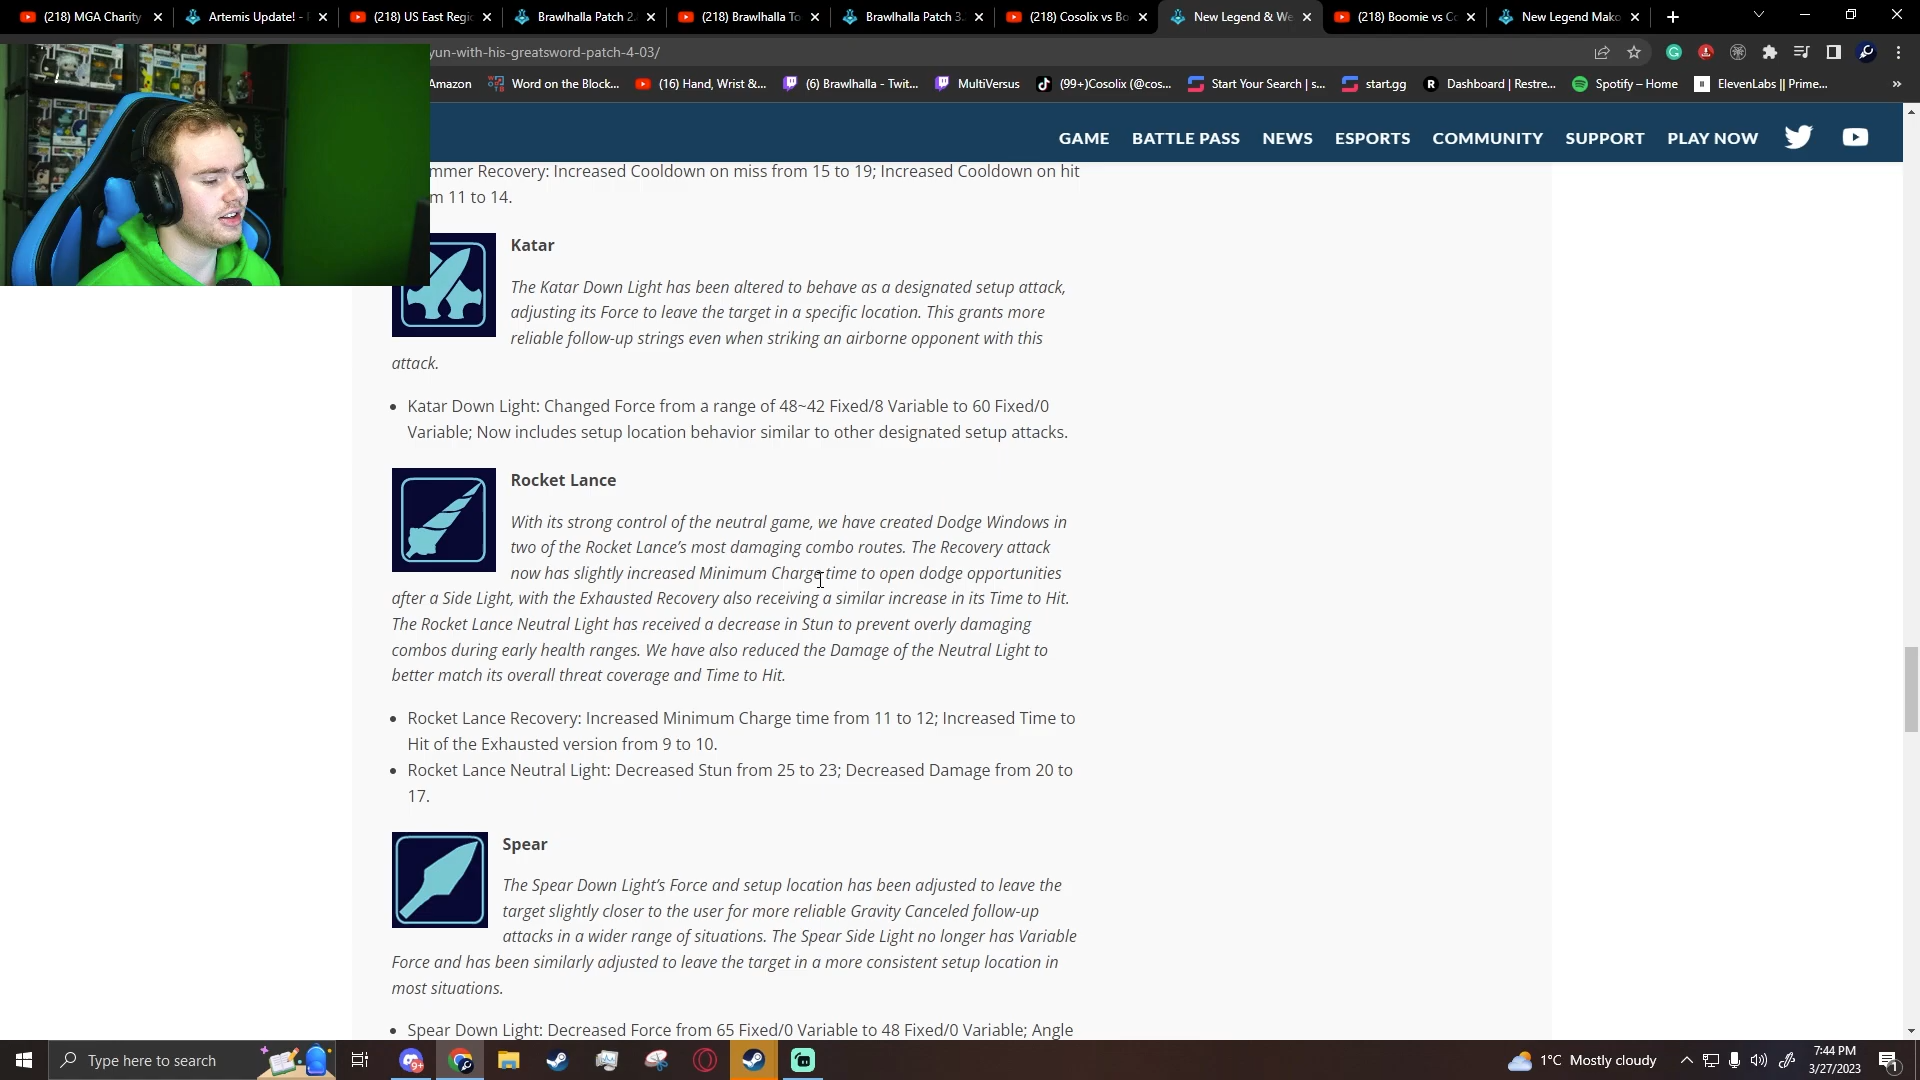 (218) MGA Charity
Artemis Update! -
(218) US East Regi
Brawlhalla Patch 2.
(218) Brawlhalla To
Brawlhalla Patch 3.
(218) Cosolix vs Bo
New Legend & We
(218) Boomie vs Co
New Legend Mako
yun-with-his-greatsword-patch-4-03/
Amazon
Word on the Block...
(16) Hand, Wrist &...
(6) Brawlhalla - Twit...
MultiVersus
(99+)Cosolix (@cos...
Start Your Search | s...
start.gg
Dashboard | Restre...
Spotify – Home
ElevenLabs || Prime...
GAME BATTLE PASS NEWS ESPORTS COMMUNITY SUPPORT PLAY NOW
mmer Recovery: Increased Cooldown on miss from 15 to 19; Increased Cooldown on hit
m 11 to 14.
Katar
The Katar Down Light has been altered to behave as a designated setup attack,
adjusting its Force to leave the target in a specific location. This grants more
reliable follow-up strings even when striking an airborne opponent with this
attack.
• Katar Down Light: Changed Force from a range of 48~42 Fixed/8 Variable to 60 Fixed/0
Variable; Now includes setup location behavior similar to other designated setup attacks.
Rocket Lance
With its strong control of the neutral game, we have created Dodge Windows in
two of the Rocket Lance's most damaging combo routes. The Recovery attack
now has slightly increased Minimum Charge time to open dodge opportunities
after a Side Light, with the Exhausted Recovery also receiving a similar increase in its Time to Hit.
The Rocket Lance Neutral Light has received a decrease in Stun to prevent overly damaging
combos during early health ranges. We have also reduced the Damage of the Neutral Light to
better match its overall threat coverage and Time to Hit.
• Rocket Lance Recovery: Increased Minimum Charge time from 11 to 12; Increased Time to
Hit of the Exhausted version from 9 to 10.
• Rocket Lance Neutral Light: Decreased Stun from 25 to 23; Decreased Damage from 20 to
17.
Spear
The Spear Down Light's Force and setup location has been adjusted to leave the
target slightly closer to the user for more reliable Gravity Canceled follow-up
attacks in a wider range of situations. The Spear Side Light no longer has Variable
Force and has been similarly adjusted to leave the target in a more consistent setup location in
most situations.
• Spear Down Light: Decreased Force from 65 Fixed/0 Variable to 48 Fixed/0 Variable; Angle
Type here to search
9+
1°C Mostly cloudy
7:44 PM
3/27/2023
1